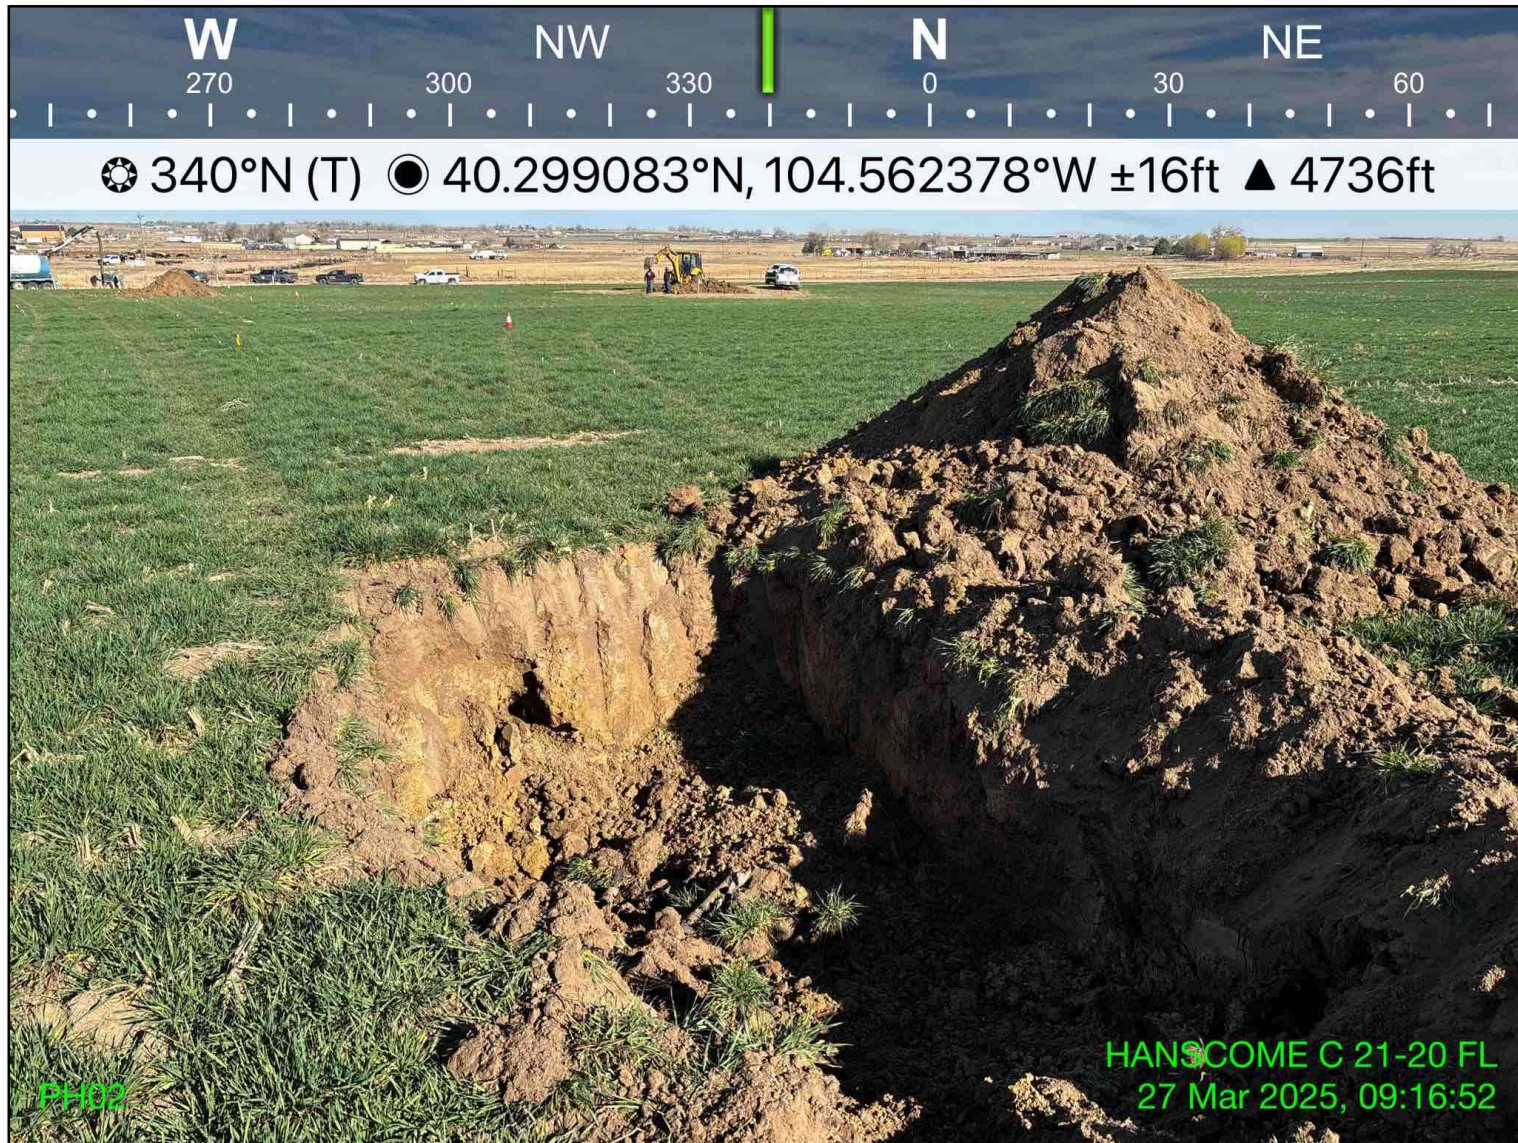 W NW N NE
270 300 330 0 30 60
340°N (T) 40.299083°N, 104.562378°W ±16ft ▲ 4736ft
HANSCOME C 21-20 FL
PH02 27 Mar 2025, 09:16:52